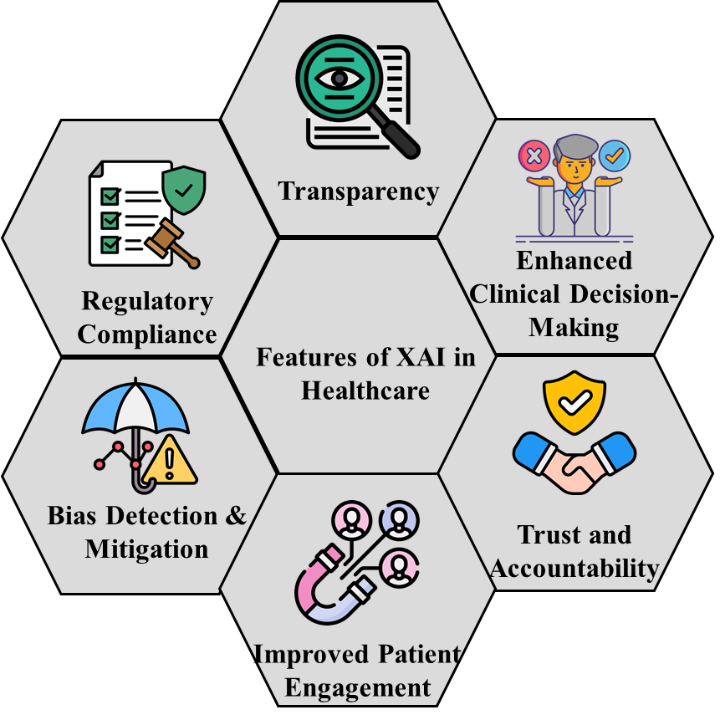 Transparency
Enhanced
Clinical Decision-
Making
Regulatory
Compliance
Features of XAI in
Healthcare
Bias Detection &
Mitigation
Trust and
Accountability
Improved Patient
Engagement